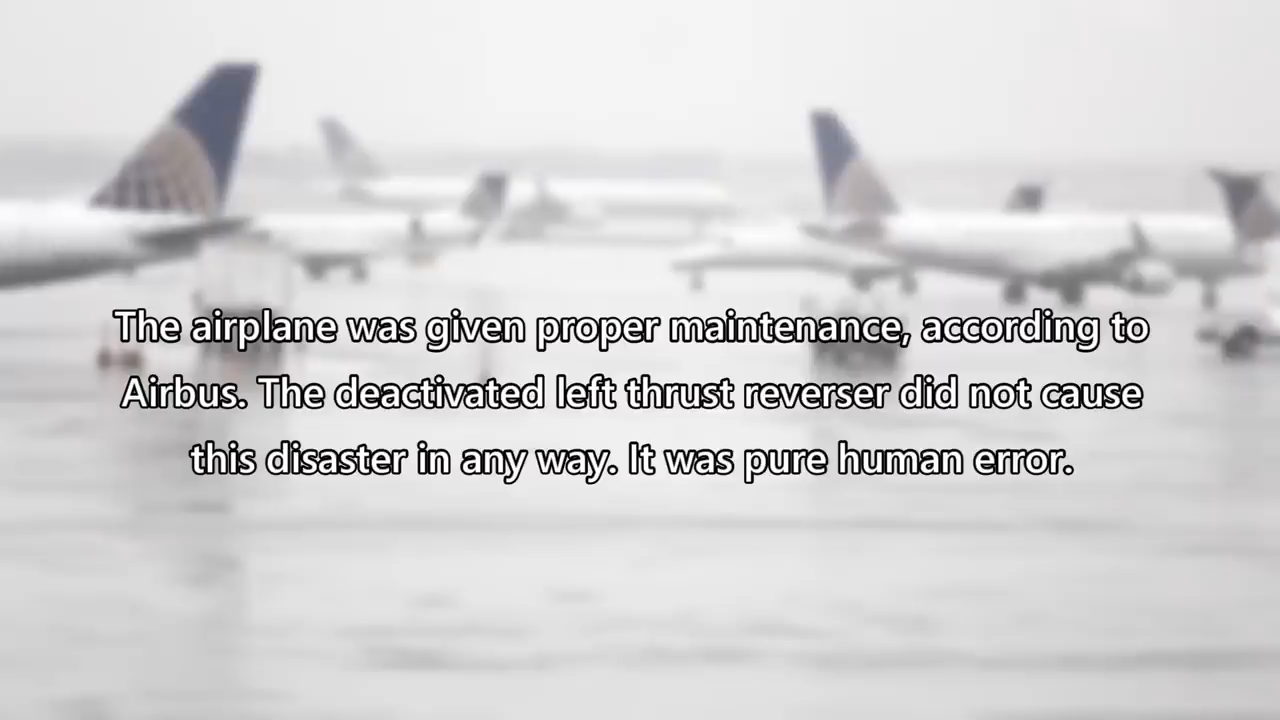 The airplane was given proper maintenance, according to
Airbus. The deactivated left thrust reverser did not cause
this disaster in any way. It was pure human error.